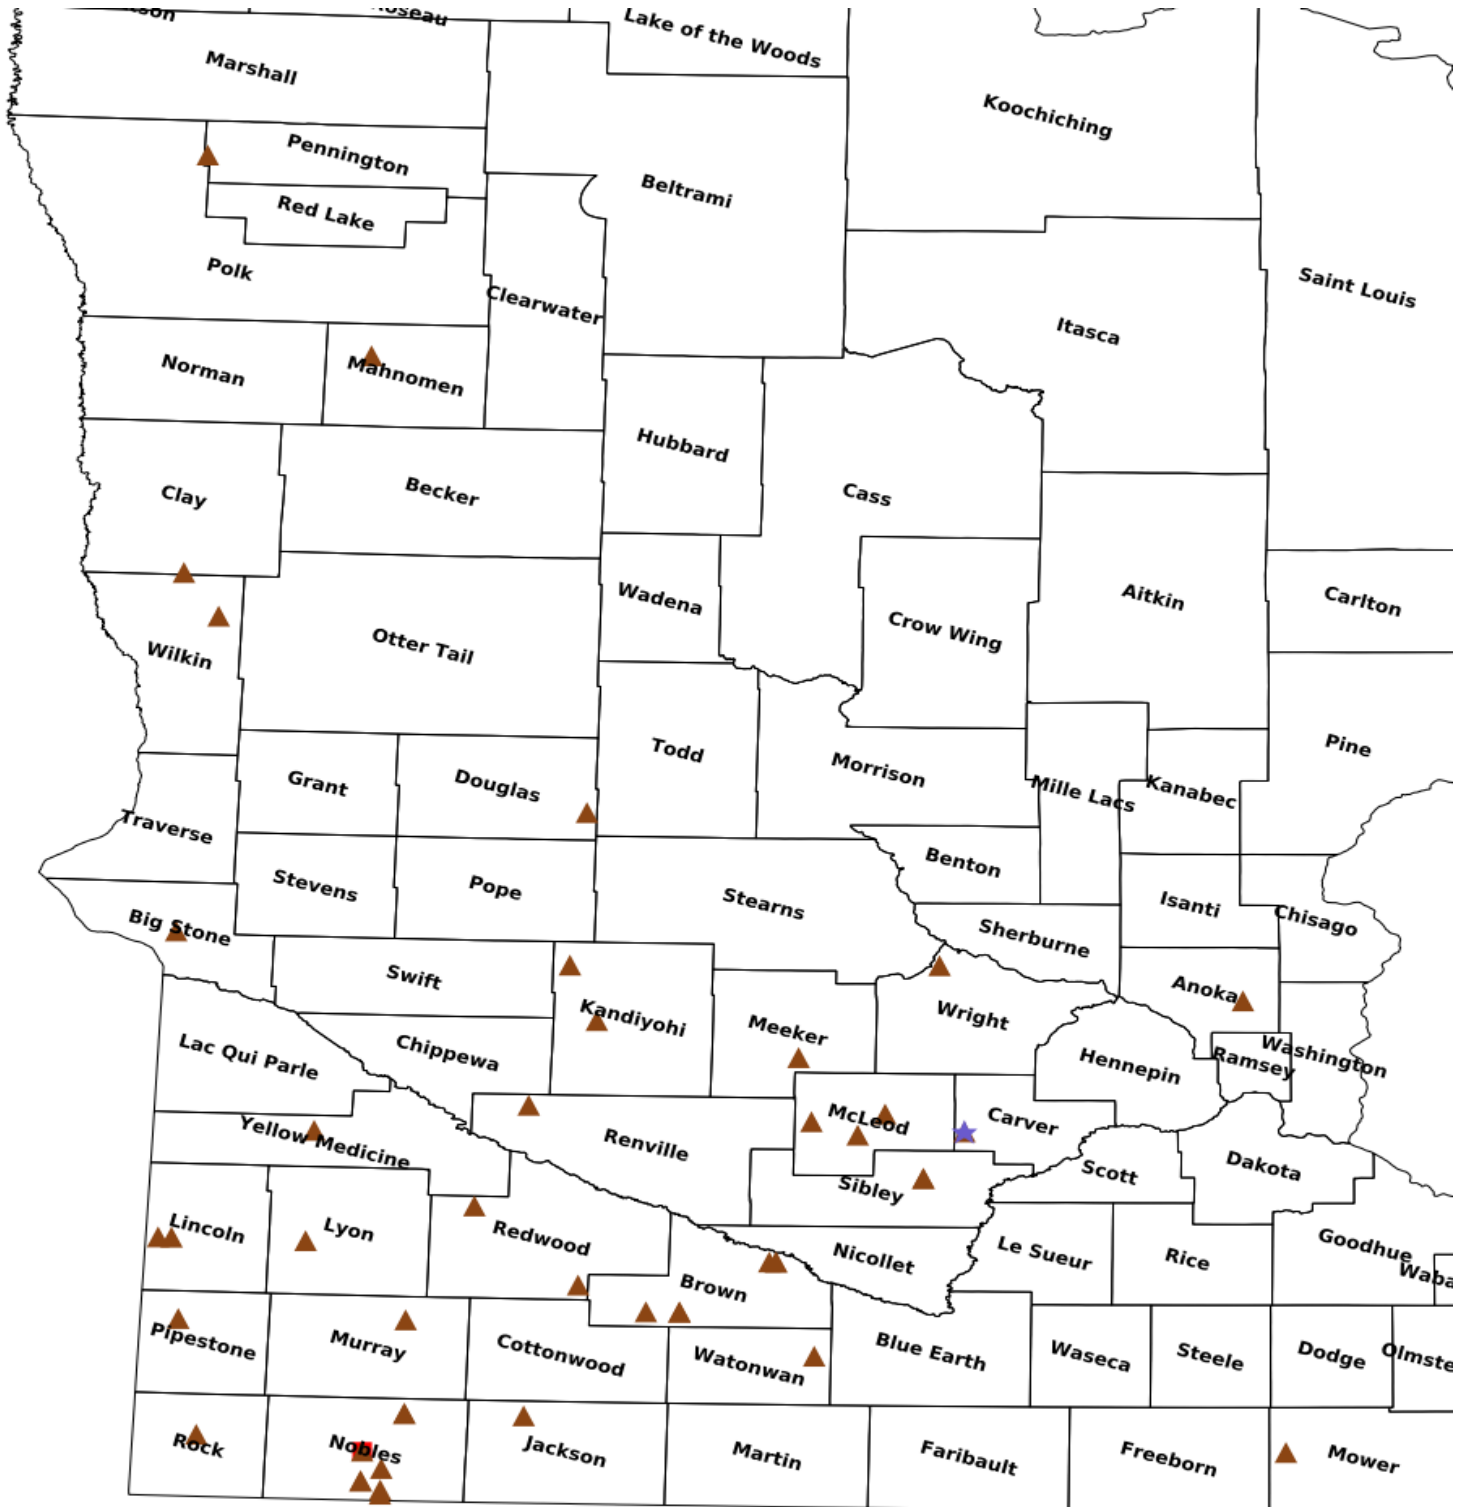 Lake of the Woods
Marshall
Koochiching
Pennington
Beltrami
Red Lake
Polk
Saint Louis
Clearwater
Itasca
Norman
Mahnomen
Hubbard
Clay
Becker
Cass
Wadena
Aitkin
Carlton
Crow Wing
Otter Tail
Wilkin
Todd
Morrison
Pine
Grant
Douglas
Mille Lacs
Kanabec
Traverse
Benton
Stevens
Pope
Stearns
Isanti
Chisago
Big Stone
Sherburne
Swift
Anoka
Kandiyohi
Wright
Meeker
Lac Qui Parle
Chippewa
Hennepin
Ramsey
Washington
McLeod
Carver
Yellow Medicine
Renville
Scott
Dakota
Sibley
Lincoln
Lyon
Redwood
Nicollet
Le Sueur
Rice
Goodhue
Waba
Brown
Pipestone
Murray
Cottonwood
Watonwan
Blue Earth
Waseca
Steele
Dodge
Olmste
Rock
Nobles
Jackson
Martin
Faribault
Freeborn
Mower